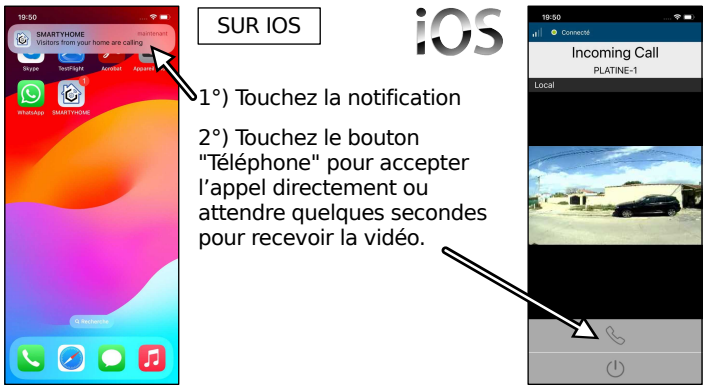 19:50
SMARTYHOME
maintenant
Visitors from your home are calling
Skype
TestFlight
Acrobat
Appareil
1
WhatsApp
SMARTYHOME
Recherche
SUR IOS
iOS
1°) Touchez la notification
2°) Touchez le bouton
"Téléphone" pour accepter
l’appel directement ou
attendre quelques secondes
pour recevoir la vidéo.
19:50
Connecté
Incoming Call
PLATINE-1
Local